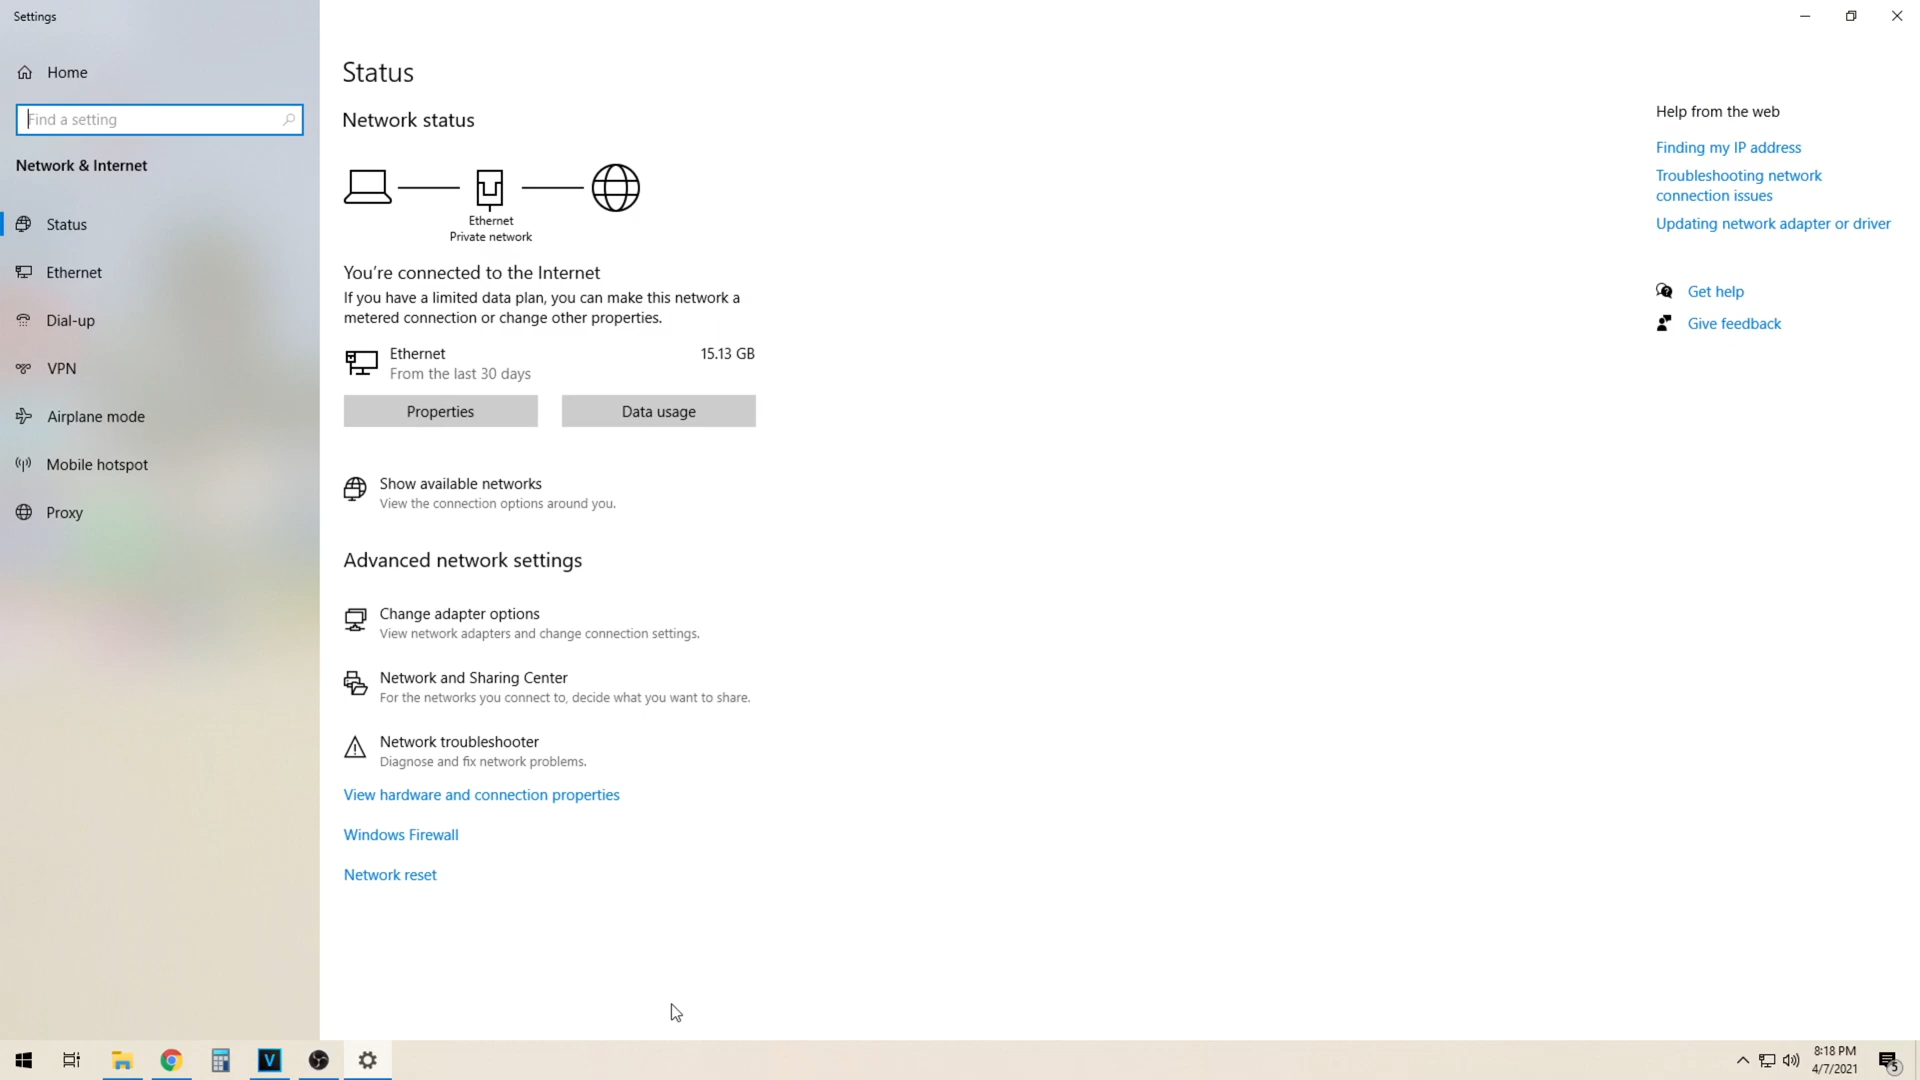 Settings
Home
Find a setting
Network & Internet
Status
Ethernet
Dial-up
VPN
Airplane mode
Mobile hotspot
Proxy
Status
Network status
Ethernet
Private network
You're connected to the Internet
If you have a limited data plan, you can make this network a
metered connection or change other properties.
Ethernet
15.13 GB
From the last 30 days
Properties
Data usage
Show available networks
View the connection options around you.
Advanced network settings
Change adapter options
View network adapters and change connection settings.
Network and Sharing Center
For the networks you connect to, decide what you want to share.
Network troubleshooter
Diagnose and fix network problems.
View hardware and connection properties
Windows Firewall
Network reset
Help from the web
Finding my IP address
Troubleshooting network
connection issues
Updating network adapter or driver
Get help
Give feedback
V
8:18 PM
4/7/2021
5